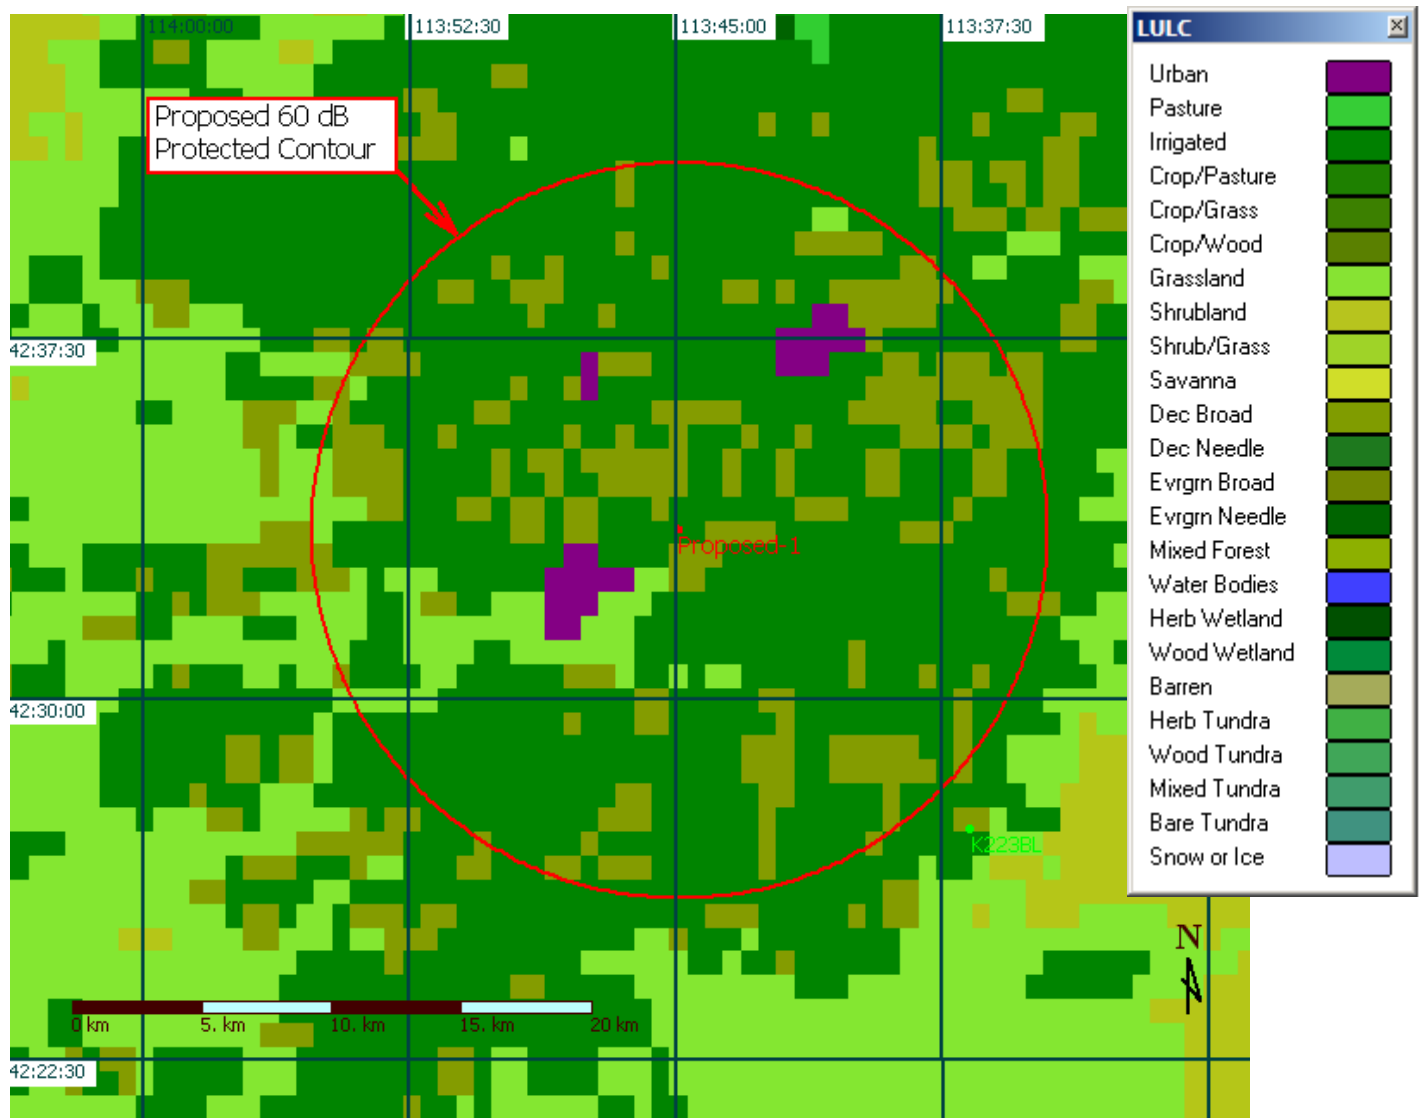 114:00:00
113:52:30
113:45:00
113:37:30
Proposed 60 dB
Protected Contour
42:37:30
Proposed-1
42:30:00
K223BL
N
0 km
5. km
10. km
15. km
20 km
42:22:30
LULC
Urban
Pasture
Irrigated
Crop/Pasture
Crop/Grass
Crop/Wood
Grassland
Shrubland
Shrub/Grass
Savanna
Dec Broad
Dec Needle
Evrgrn Broad
Evrgrn Needle
Mixed Forest
Water Bodies
Herb Wetland
Wood Wetland
Barren
Herb Tundra
Wood Tundra
Mixed Tundra
Bare Tundra
Snow or Ice